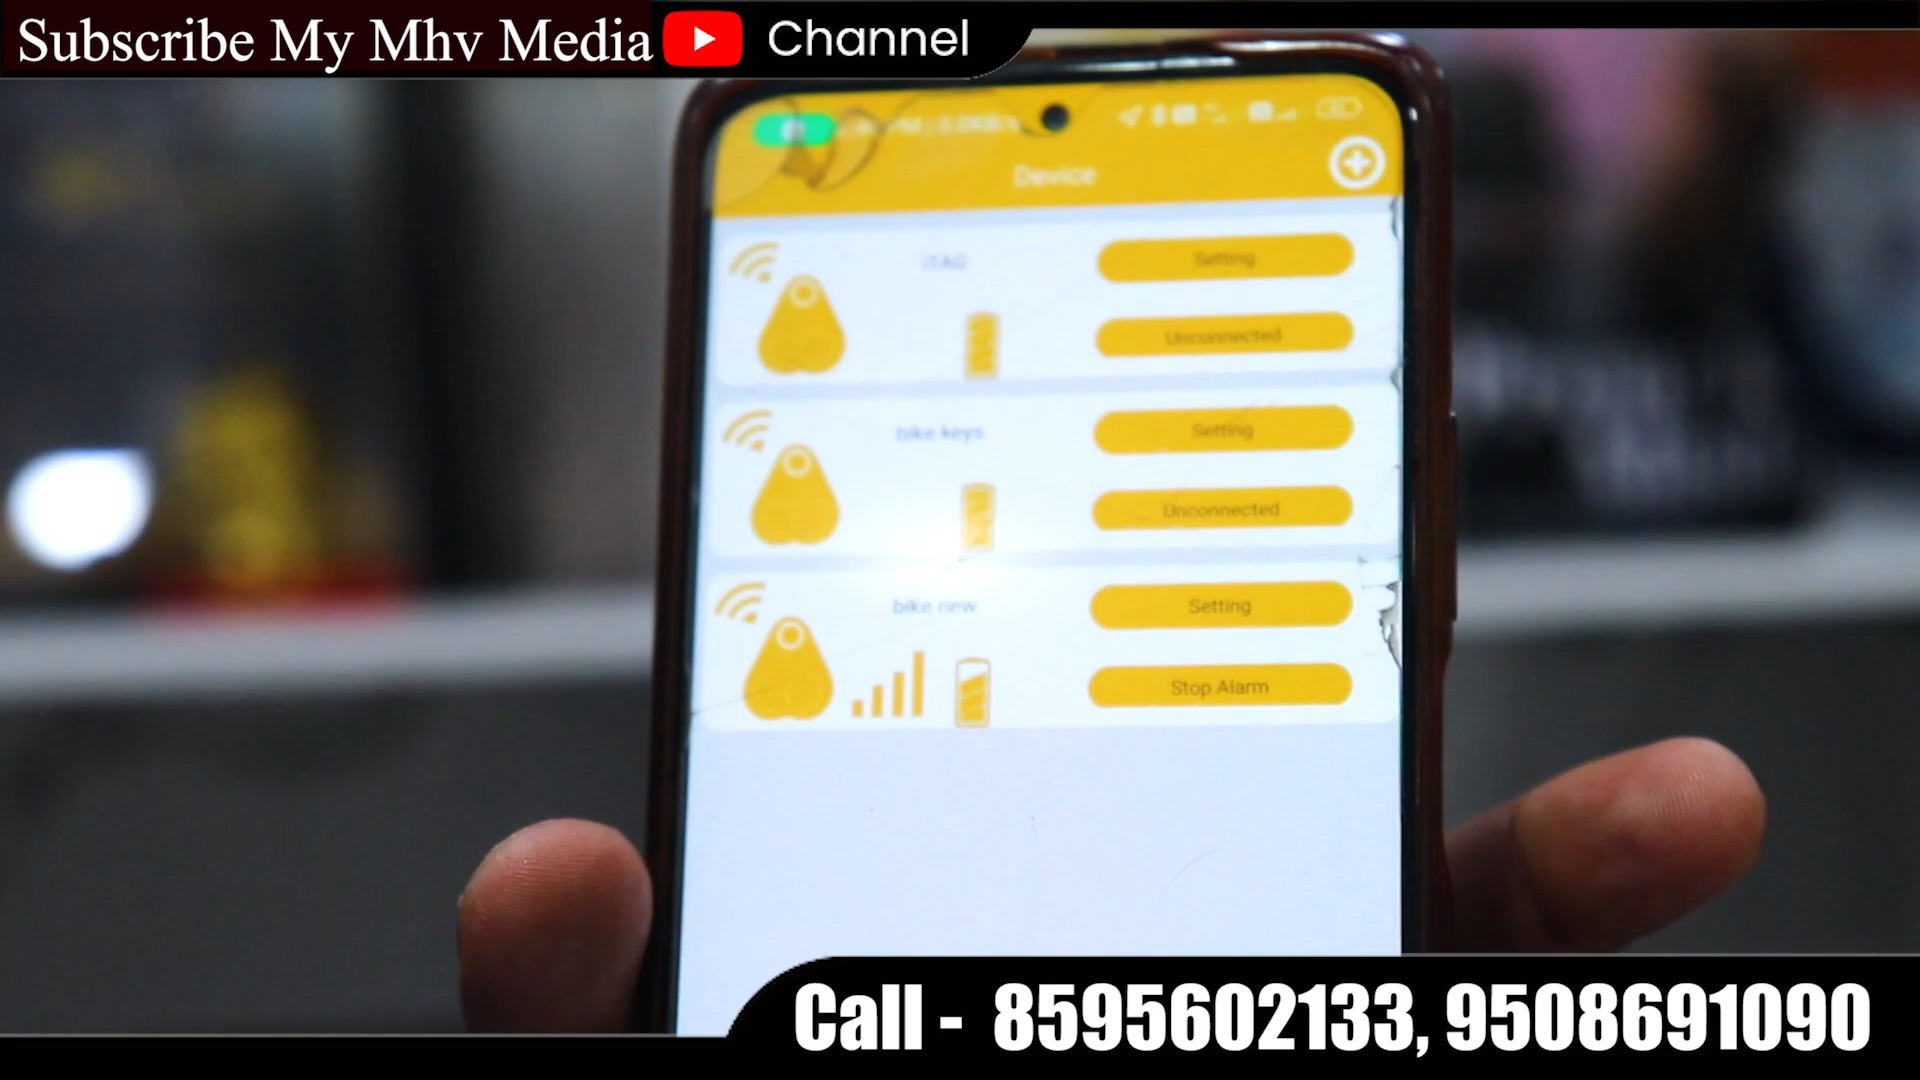 Subscribe My Mhv Media Channel
Device
iTAG
Setting
Unconnected
bike keys
Setting
Unconnected
bike new
Setting
Stop Alarm
Call - 8595602133, 9508691090